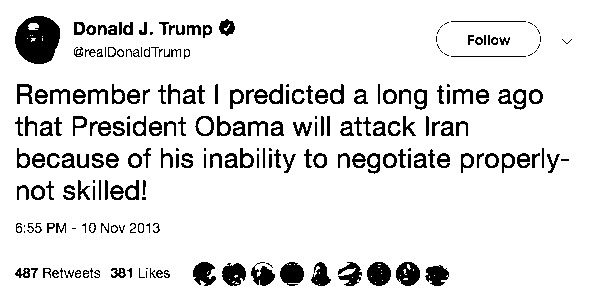 Donald J. Trump
@realDonaldTrump
Follow
Remember that I predicted a long time ago
that President Obama will attack Iran
because of his inability to negotiate properly-
not skilled!
6:55 PM - 10 Nov 2013
487 Retweets 381 Likes